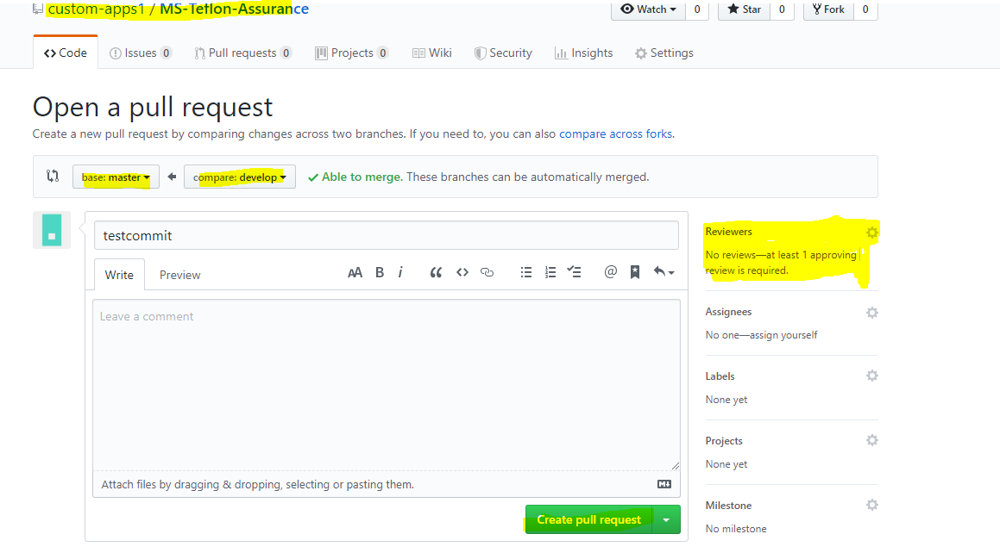 custom-apps1 / MS-Teflon-Assurance
Watch 0 Star 0 Fork 0
Code Issues 0 Pull requests 0 Projects 0 Wiki Security Insights Settings
Open a pull request
Create a new pull request by comparing changes across two branches. If you need to, you can also compare across forks.
base: master compare: develop Able to merge. These branches can be automatically merged.
testcommit
Write Preview
AA B i
@
Leave a comment
Attach files by dragging & dropping, selecting or pasting them.
Create pull request
Reviewers
No reviews—at least 1 approving
review is required.
Assignees
No one—assign yourself
Labels
None yet
Projects
None yet
Milestone
No milestone